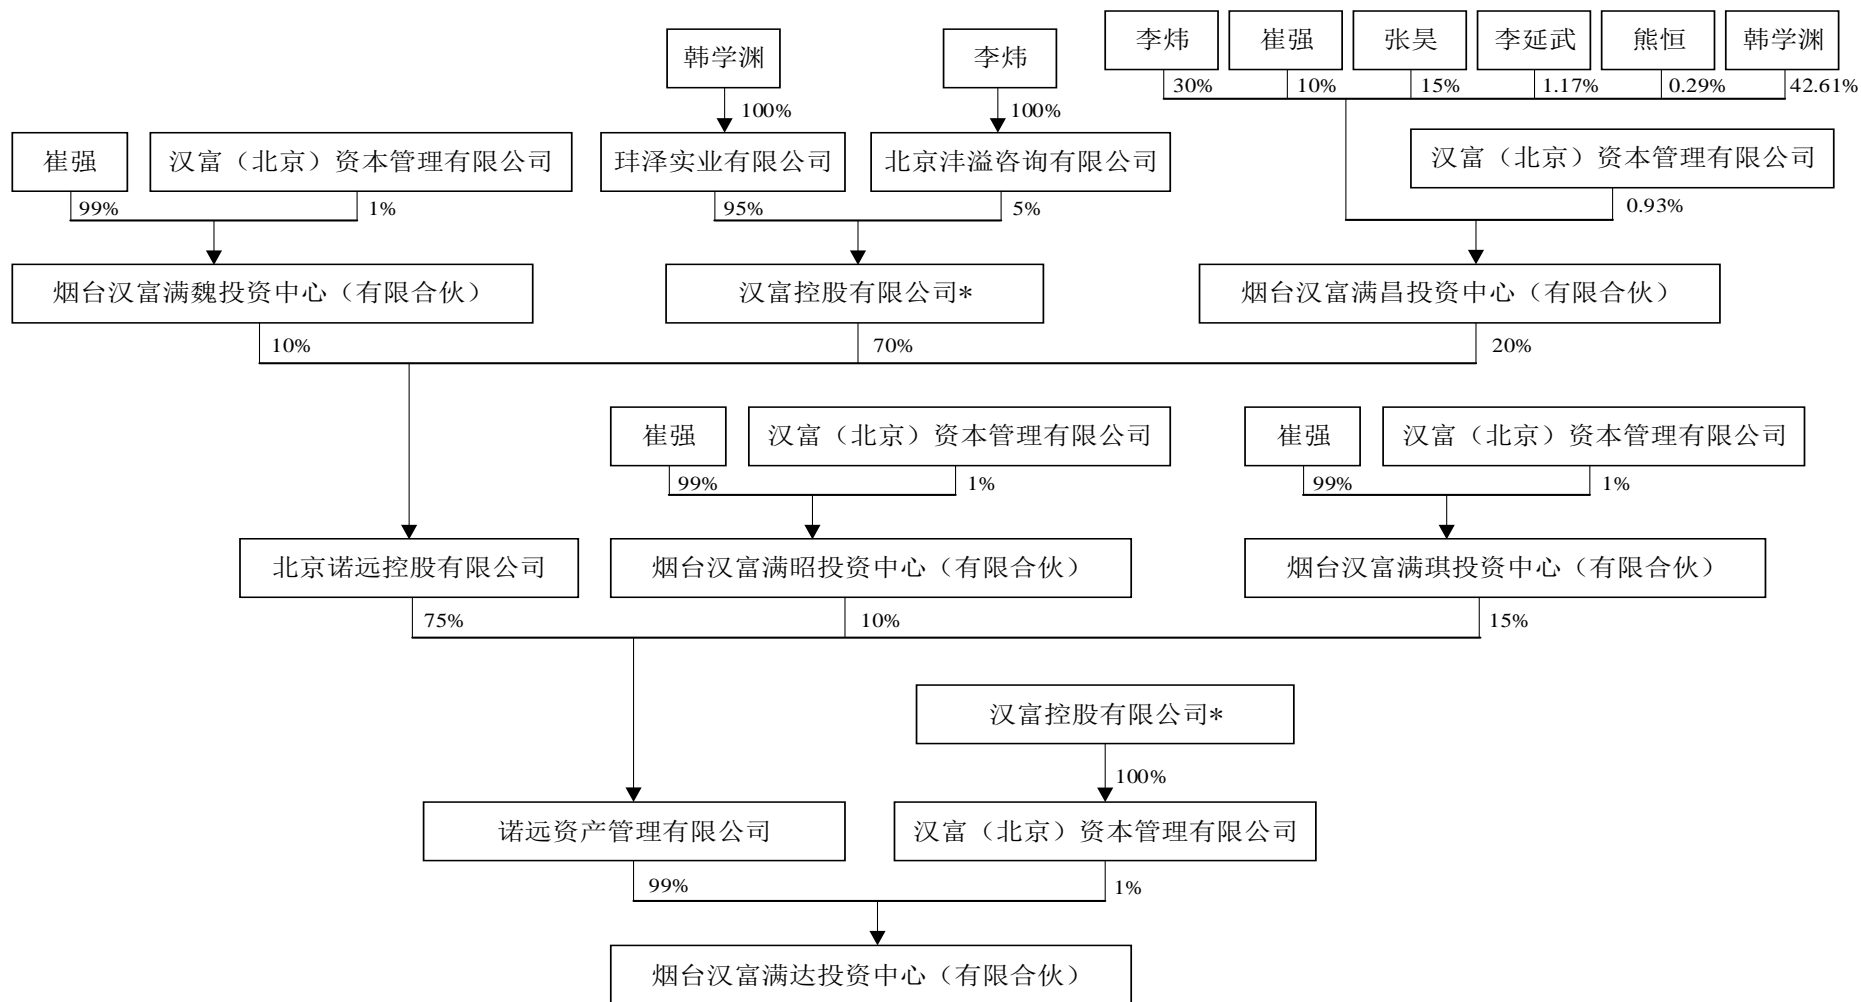 李炜
崔强
张昊
李延武
熊恒
韩学渊
韩学渊
李炜
30%
10%
15%
1.17%
0.29%
42.61%
100%
100%
崔强
汉富（北京）资本管理有限公司
玤泽实业有限公司
北京沣溢咨询有限公司
汉富（北京）资本管理有限公司
99%
1%
95%
5%
0.93%
烟台汉富满魏投资中心（有限合伙）
汉富控股有限公司*
烟台汉富满昌投资中心（有限合伙）
10%
70%
20%
崔强
汉富（北京）资本管理有限公司
崔强
汉富（北京）资本管理有限公司
99%
1%
99%
1%
北京诺远控股有限公司
烟台汉富满昭投资中心（有限合伙）
烟台汉富满琪投资中心（有限合伙）
75%
10%
15%
汉富控股有限公司*
100%
诺远资产管理有限公司
汉富（北京）资本管理有限公司
99%
1%
烟台汉富满达投资中心（有限合伙）